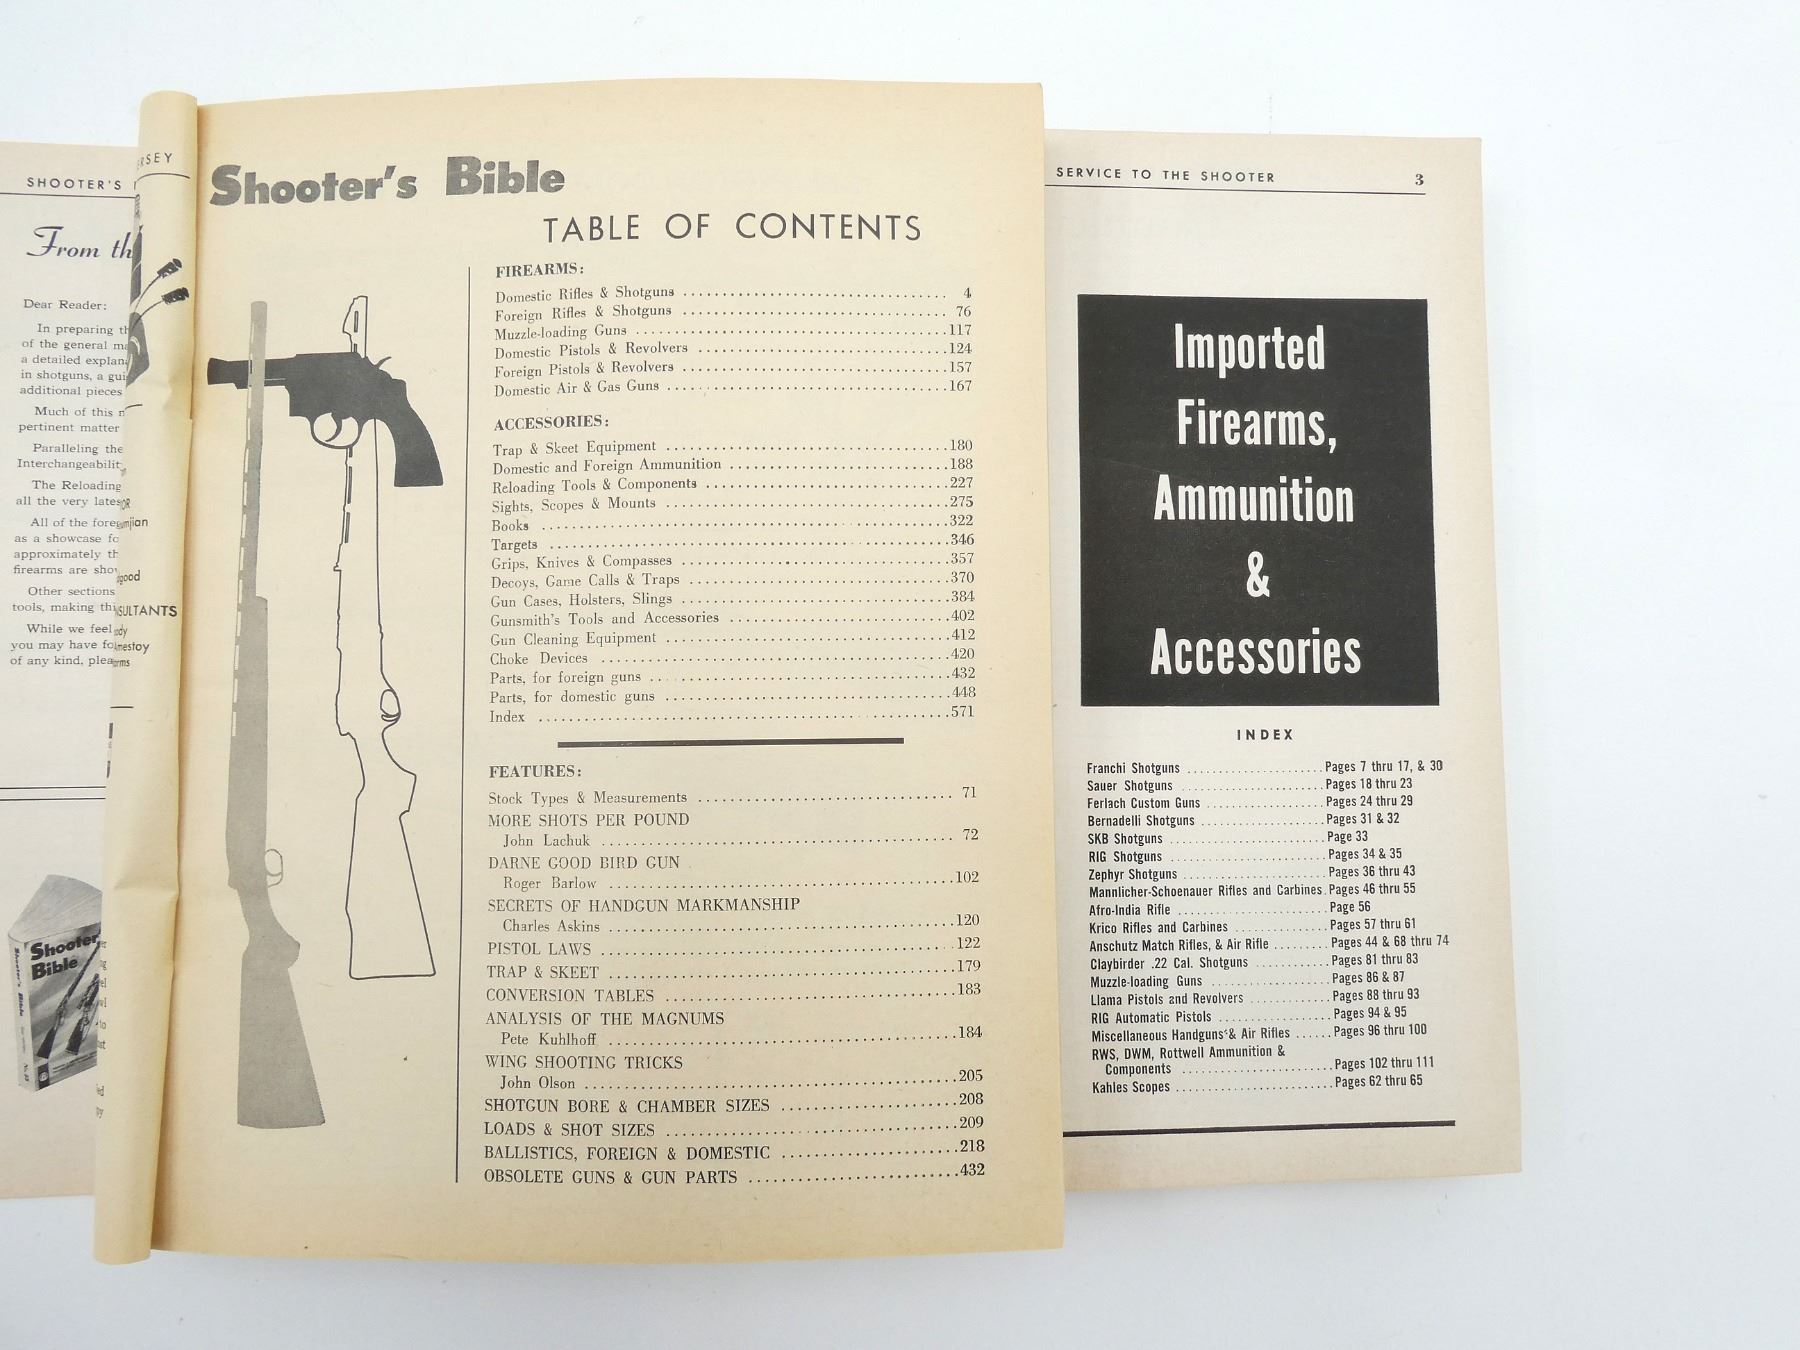 SHOOTER'S
From th
Dear Reader:
In preparing th
of the general ma
a detailed explan
in shotguns, a gui
additional pieces
Much of this
pertinent matter
Paralleling the
Interchangeabilit
The Reloading
all the very lates
All of the fore
as a showcase fo
approximately th
firearms are sho
Other sections
tools, making thi
While we feel
you may have fo
of any kind, plea
Shooter's
Bible
ERSEY
OR
umjian
good
NSULTANTS
ody
Amestoy
arms
Shooter's Bible
TABLE OF CONTENTS
FIREARMS:
Domestic Rifles & Shotguns 4
Foreign Rifles & Shotguns 76
Muzzle-loading Guns 117
Domestic Pistols & Revolvers 124
Foreign Pistols & Revolvers 157
Domestic Air & Gas Guns 167
ACCESSORIES:
Trap & Skeet Equipment 180
Domestic and Foreign Ammunition 188
Reloading Tools & Components 227
Sights, Scopes & Mounts 275
Books 322
Targets 346
Grips, Knives & Compasses 357
Decoys, Game Calls & Traps 370
Gun Cases, Holsters, Slings 384
Gunsmith's Tools and Accessories 402
Gun Cleaning Equipment 412
Choke Devices 420
Parts, for foreign guns 432
Parts, for domestic guns 448
Index 571
FEATURES:
Stock Types & Measurements 71
MORE SHOTS PER POUND
John Lachuk 72
DARNE GOOD BIRD GUN
Roger Barlow 102
SECRETS OF HANDGUN MARKMANSHIP
Charles Askins 120
PISTOL LAWS 122
TRAP & SKEET 179
CONVERSION TABLES 183
ANALYSIS OF THE MAGNUMS
Pete Kuhlhoff 184
WING SHOOTING TRICKS
John Olson 205
SHOTGUN BORE & CHAMBER SIZES 208
LOADS & SHOT SIZES 209
BALLISTICS, FOREIGN & DOMESTIC 218
OBSOLETE GUNS & GUN PARTS 432
SERVICE TO THE SHOOTER 3
Imported
Firearms,
Ammunition
&
Accessories
INDEX
Franchi Shotguns Pages 7 thru 17, & 30
Sauer Shotguns Pages 18 thru 23
Ferlach Custom Guns Pages 24 thru 29
Bernadelli Shotguns Pages 31 & 32
SKB Shotguns Page 33
RIG Shotguns Pages 34 & 35
Zephyr Shotguns Pages 36 thru 43
Mannlicher-Schoenauer Rifles and Carbines. Pages 46 thru 55
Afro-India Rifle Page 56
Krico Rifles and Carbines Pages 57 thru 61
Anschutz Match Rifles, & Air Rifle Pages 44 & 68 thru 74
Claybirder .22 Cal. Shotguns Pages 81 thru 83
Muzzle-loading Guns Pages 86 & 87
Llama Pistols and Revolvers Pages 88 thru 93
RIG Automatic Pistols Pages 94 & 95
Miscellaneous Handguns & Air Rifles Pages 96 thru 100
RWS, DWM, Rottwell Ammunition &
Components Pages 102 thru 111
Kahles Scopes Pages 62 thru 65